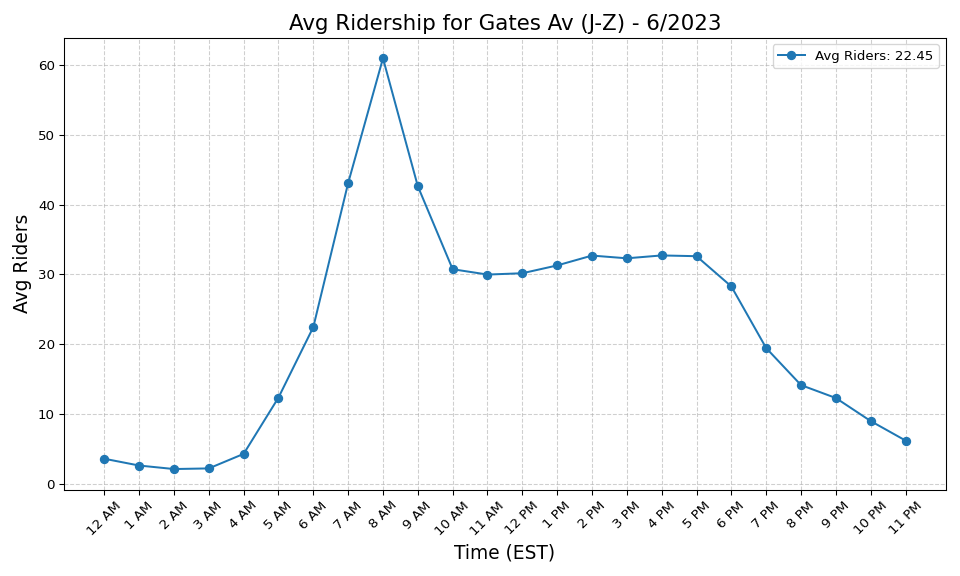 Avg Ridership for Gates Av (J-Z) - 6/2023
Avg Riders: 22.45
Avg Riders
60
50
40
30
20
10
0
12 AM
1 AM
2 AM
3 AM
4 AM
5 AM
6 AM
7 AM
8 AM
9 AM
10 AM
11 AM
12 PM
1 PM
2 PM
3 PM
4 PM
5 PM
6 PM
7 PM
8 PM
9 PM
10 PM
11 PM
Time (EST)